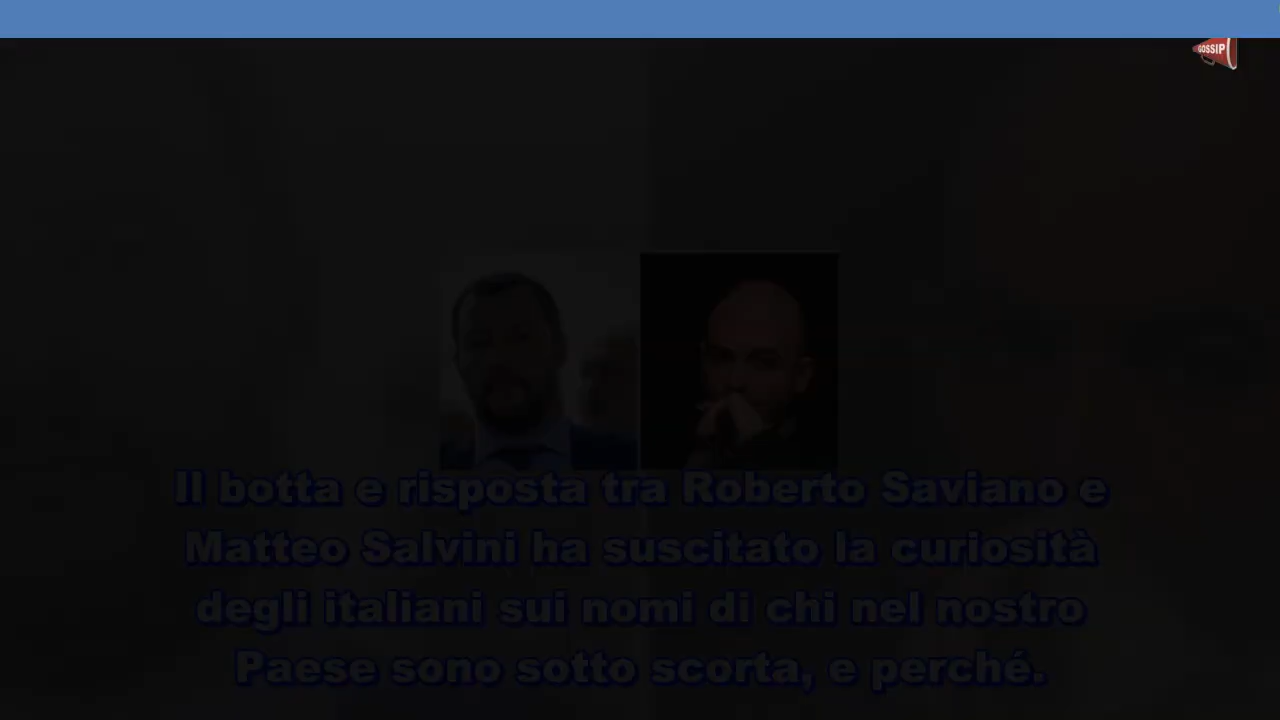 GOSSIP
Il botta e risposta tra Roberto Saviano e
Matteo Salvini ha suscitato la curiosità
degli italiani sui nomi di chi nel nostro
Paese sono sotto scorta, e perché.